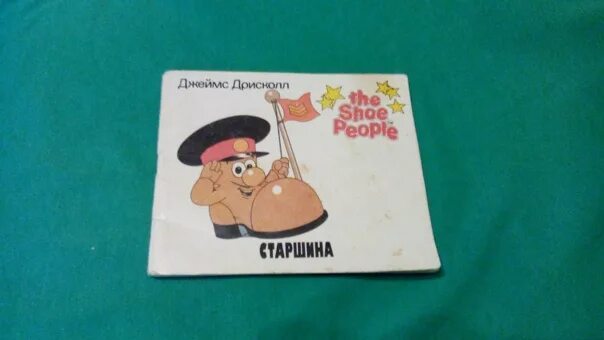 Джеймс Дрисколл
the
Shoe
People
СТАРШИНА